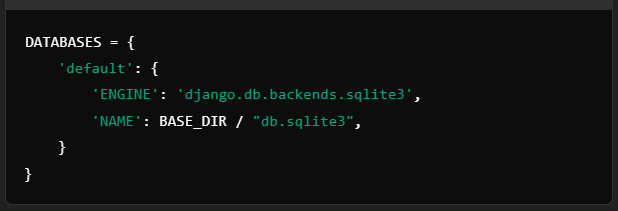 DATABASES = {
    'default': {
        'ENGINE': 'django.db.backends.sqlite3',
        'NAME': BASE_DIR / "db.sqlite3",
    }
}